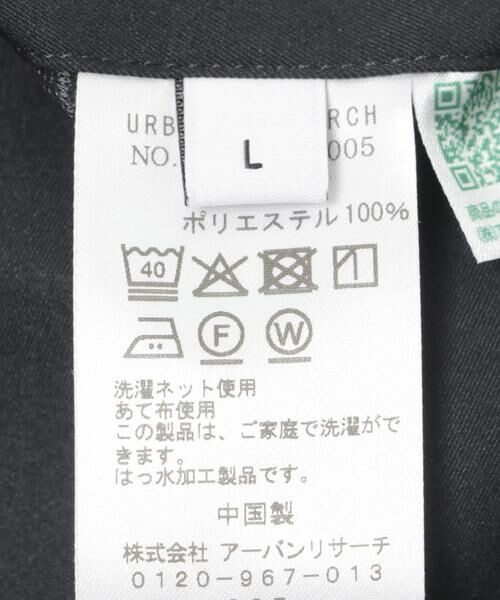 URB RCH
NO. 005
L
ポリエステル100%
40
F
W
洗濯ネット使用
あて布使用
この製品は、ご家庭で洗濯がで
きます。
はっ水加工製品です。
中国製
株式会社 アーバンリサーチ
0120-967-013